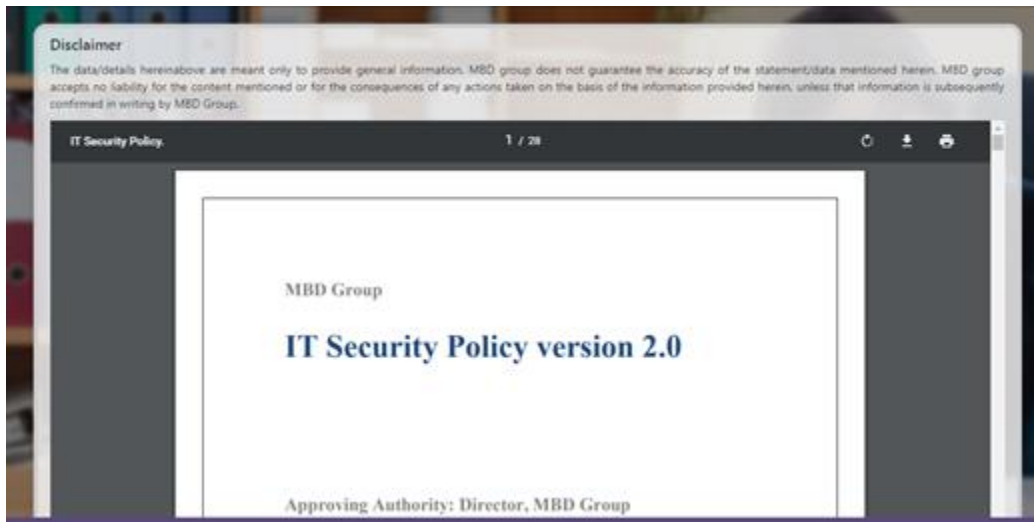 Disclaimer
The data/details hereinabove are meant only to provide general information. MBD group does not guarantee the accuracy of the statement/data mentioned herein. MBD group
accepts no liability for the content mentioned or for the consequences of any actions taken on the basis of the information provided herein, unless that information is subsequently
confirmed in writing by MBD Group.
IT Security Policy. 1 / 28
MBD Group
IT Security Policy version 2.0
Approving Authority: Director, MBD Group